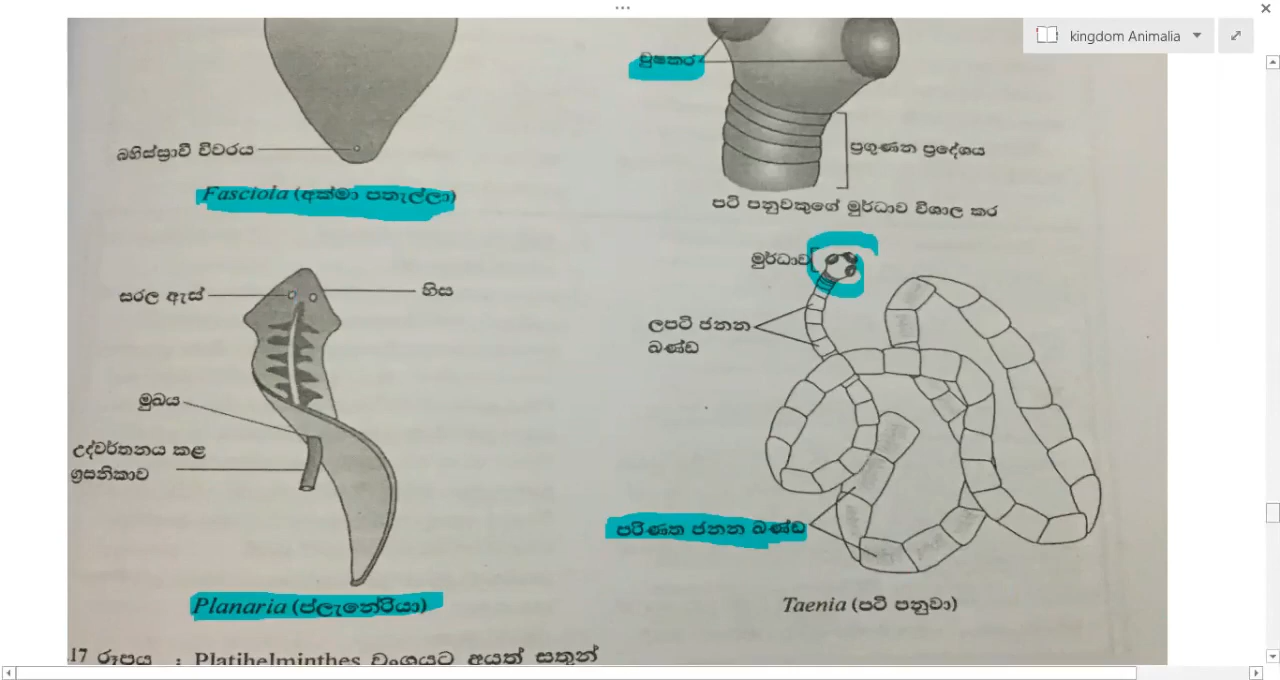 kingdom Animalia
චූෂකර
බහිස්ස්‍රාවී විවරය
ප්‍රගුණන ප්‍රදේශය
Fasciola (අක්මා පතැල්ලා)
පටි පනුවකුගේ මූර්ධාව විශාල කර
මූර්ධාව
සරල ඇස්
හිස
ලපටි ජනන
ඛණ්ඩ
මුඛය
උද්වර්තනය කළ
ග්‍රසනිකාව
පරිණත ජනන ඛණ්ඩ
Planaria (ප්ලැනේරියා)
Taenia (පටි පනුවා)
.17 රූපය : Platihelminthes වංශයට අයත් සතුන්